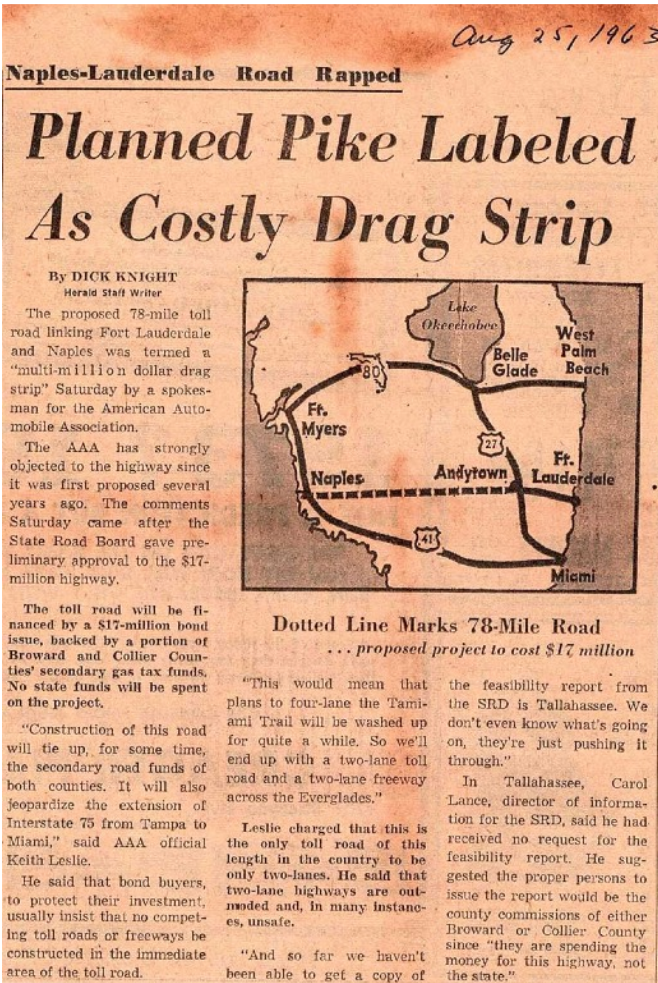 Aug 25, 1963
Naples-Lauderdale Road Rapped
Planned Pike Labeled
As Costly Drag Strip
By DICK KNIGHT
Herald Staff Writer
The proposed 78-mile toll
road linking Fort Lauderdale
and Naples was termed a
"multi-million dollar drag
strip" Saturday by a spokes-
man for the American Auto-
mobile Association.
The AAA has strongly
objected to the highway since
it was first proposed several
years ago. The comments
Saturday came after the
State Road Board gave pre-
liminary approval to the $17-
million highway.
The toll road will be fi-
nanced by a $17-million bond
issue, backed by a portion of
Broward and Collier Coun-
ties' secondary gas tax funds.
No state funds will be spent
on the project.
"Construction of this road
will tie up, for some time,
the secondary road funds of
both counties. It will also
jeopardize the extension of
Interstate 75 from Tampa to
Miami," said AAA official
Keith Leslie.
He said that bond buyers,
to protect their investment,
usually insist that no compet-
ing toll roads or freeways be
constructed in the immediate
area of the toll road.
Lake
Okeechobee
West
Palm
Beach
Belle
Glade
80
Ft.
Myers
27
Naples
Andytown
Ft.
Lauderdale
41
Miami
Dotted Line Marks 78-Mile Road
... proposed project to cost $17 million
"This would mean that
plans to four-lane the Tami-
ami Trail will be washed up
for quite a while. So we'll
end up with a two-lane toll
road and a two-lane freeway
across the Everglades."
Leslie charged that this is
the only toll road of this
length in the country to be
only two-lanes. He said that
two-lane highways are out-
moded and, in many instanc-
es, unsafe.
"And so far we haven't
been able to get a copy of
the feasibility report from
the SRD is Tallahassee. We
don't even know what's going
on, they're just pushing it
through."
In Tallahassee, Carol
Lance, director of informa-
tion for the SRD, said he had
received no request for the
feasibility report. He sug-
gested the proper persons to
issue the report would be the
county commissions of either
Broward or Collier County
since "they are spending the
money for this highway, not
the state."